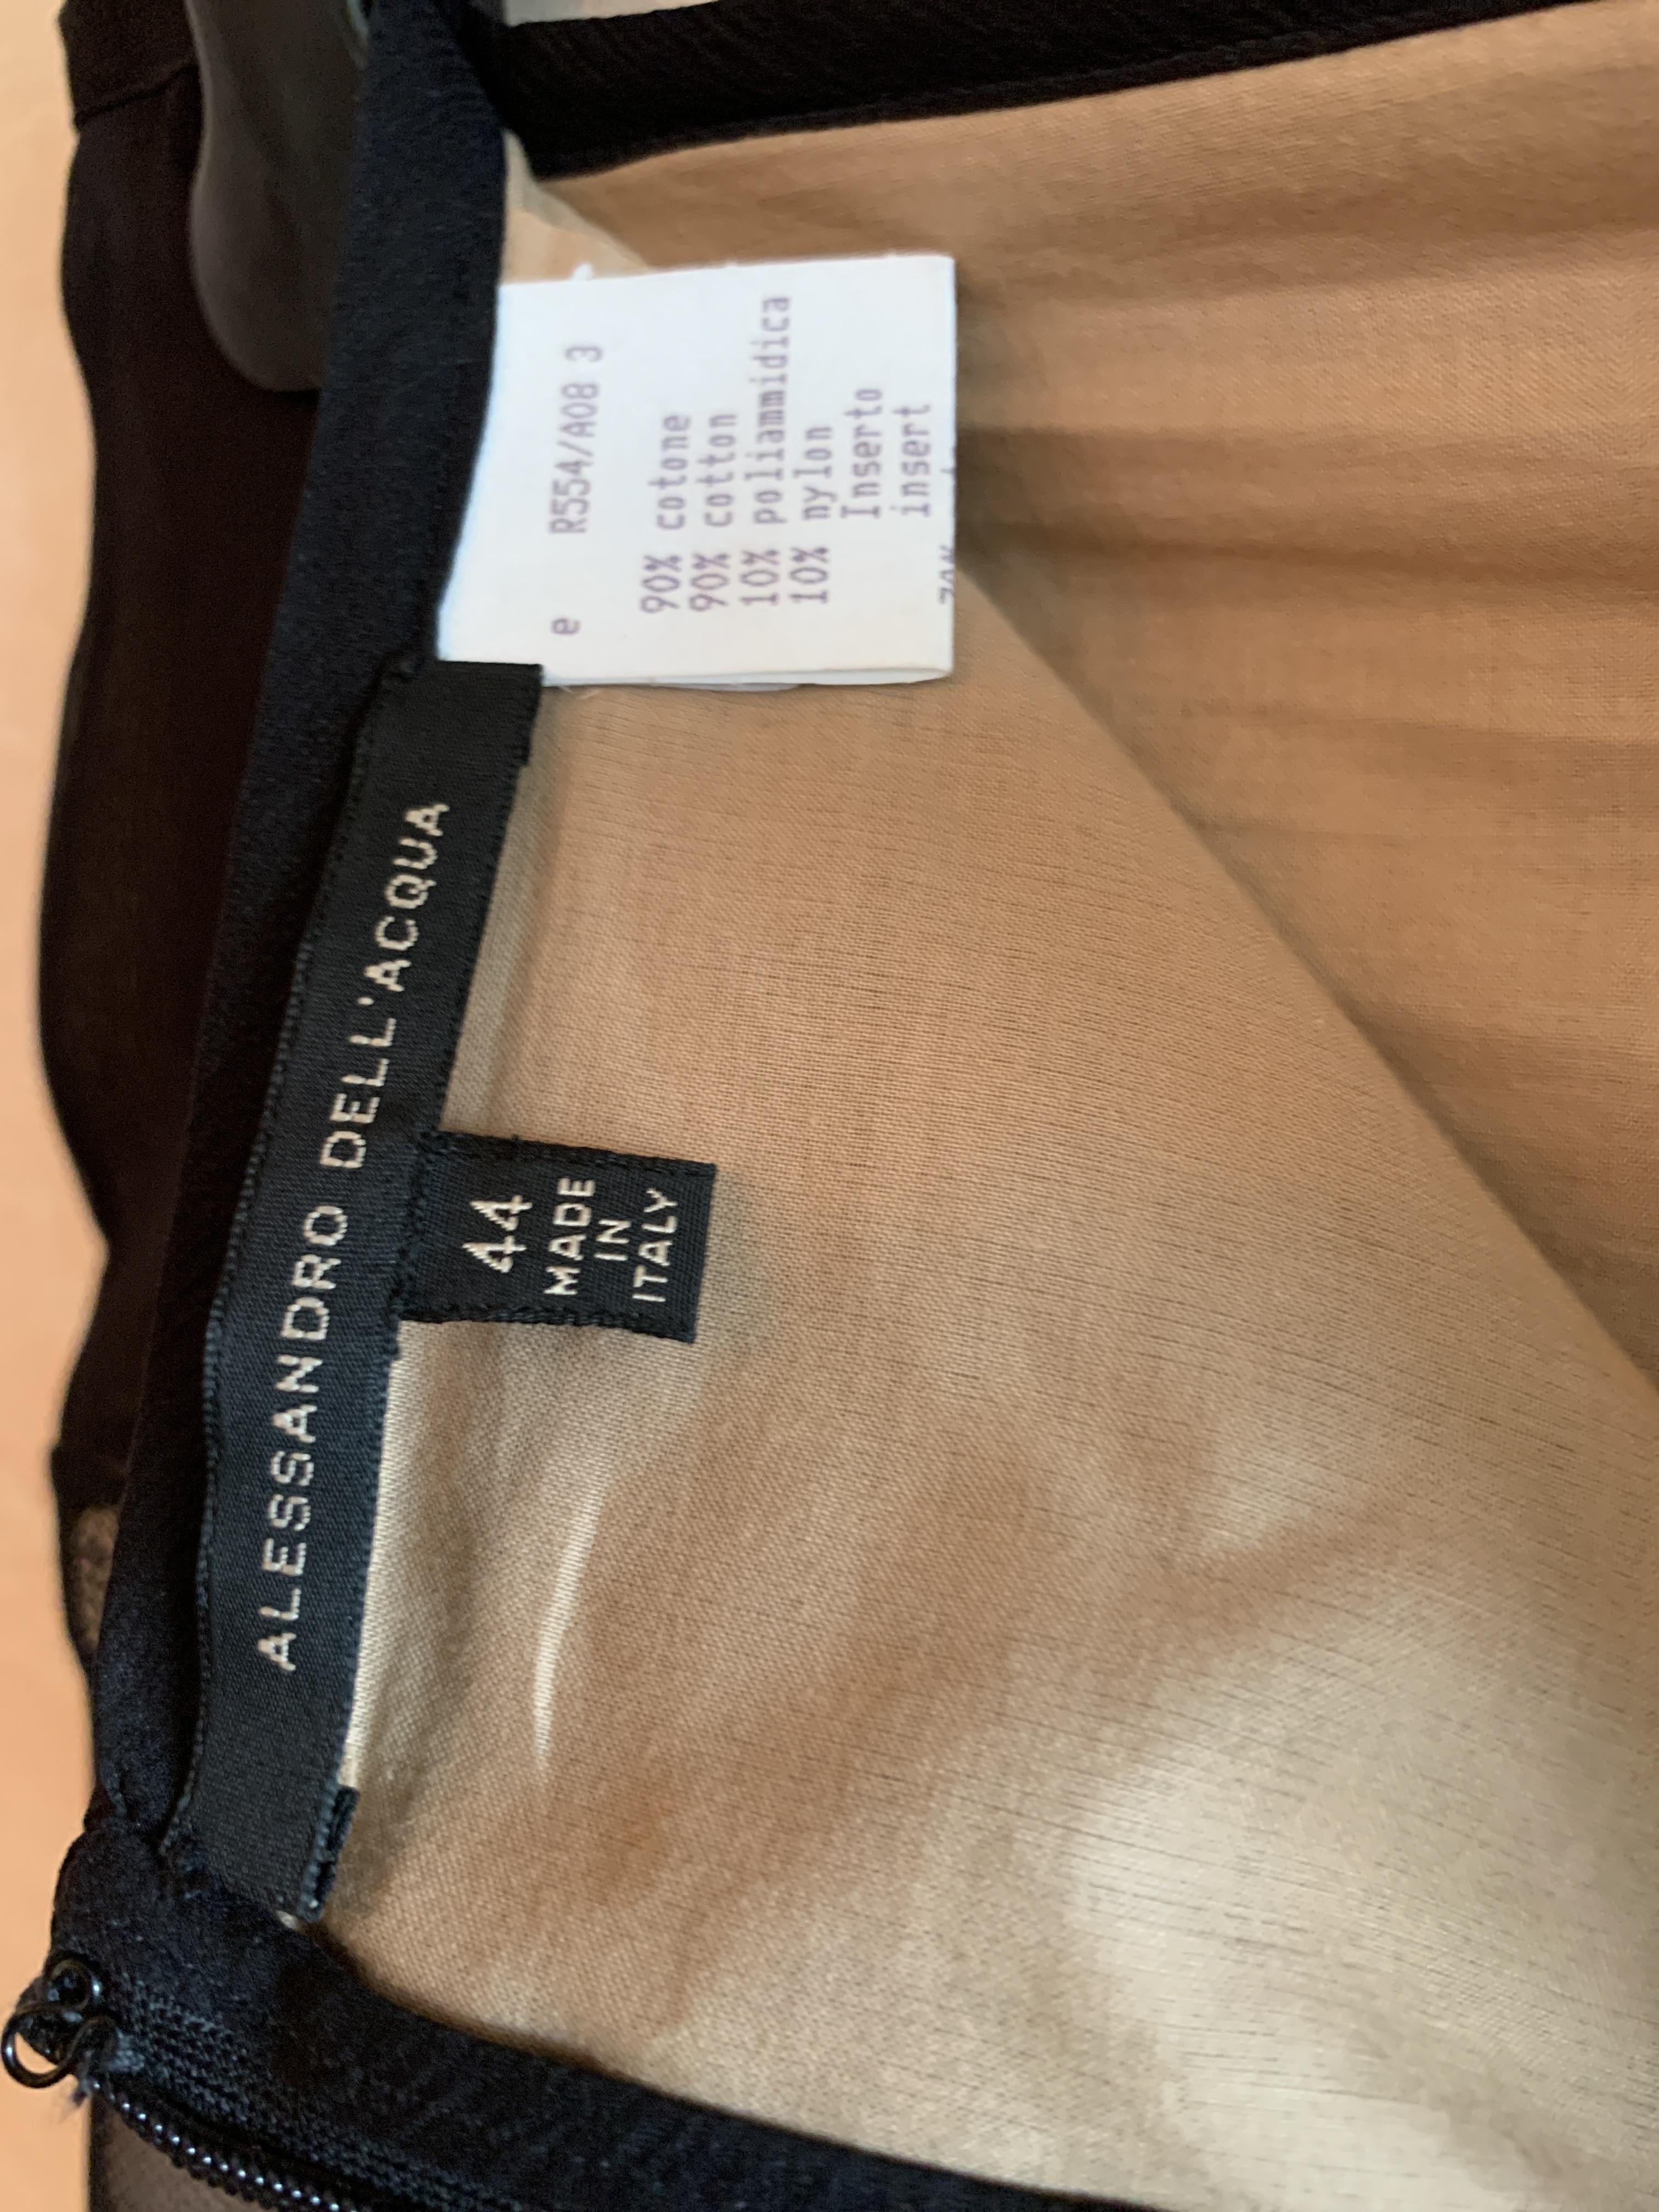 ALESSANDRO DELL'ACQUA
44
MADE
IN
ITALY
e R554/A08 3
90% cotone
90% cotton
10% poliammidica
10% nylon
Inserto
insert